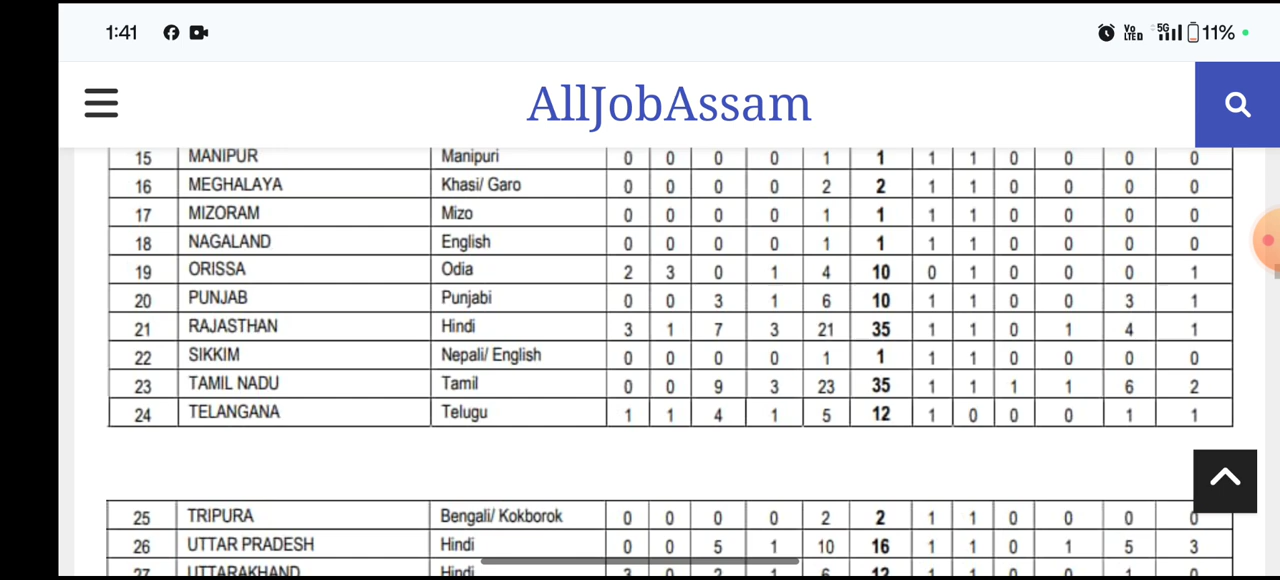 1:41 Vo LTE 5G 11%
AllJobAssam
15 MANIPUR Manipuri 0 0 0 0 1 1 1 1 0 0 0 0
16 MEGHALAYA Khasi/ Garo 0 0 0 0 2 2 1 1 0 0 0 0
17 MIZORAM Mizo 0 0 0 0 1 1 1 1 0 0 0 0
18 NAGALAND English 0 0 0 0 1 1 1 1 0 0 0 0
19 ORISSA Odia 2 3 0 1 4 10 0 1 0 0 0 1
20 PUNJAB Punjabi 0 0 3 1 6 10 1 1 0 0 3 1
21 RAJASTHAN Hindi 3 1 7 3 21 35 1 1 0 1 4 1
22 SIKKIM Nepali/ English 0 0 0 0 1 1 1 1 0 0 0 0
23 TAMIL NADU Tamil 0 0 9 3 23 35 1 1 1 1 6 2
24 TELANGANA Telugu 1 1 4 1 5 12 1 0 0 0 1 1
25 TRIPURA Bengali/ Kokborok 0 0 0 0 2 2 1 1 0 0 0 0
26 UTTAR PRADESH Hindi 0 0 5 1 10 16 1 1 0 1 5 3
27 UTTARAKHAND Hindi 3 0 2 1 6 12 1 1 0 0 1 0